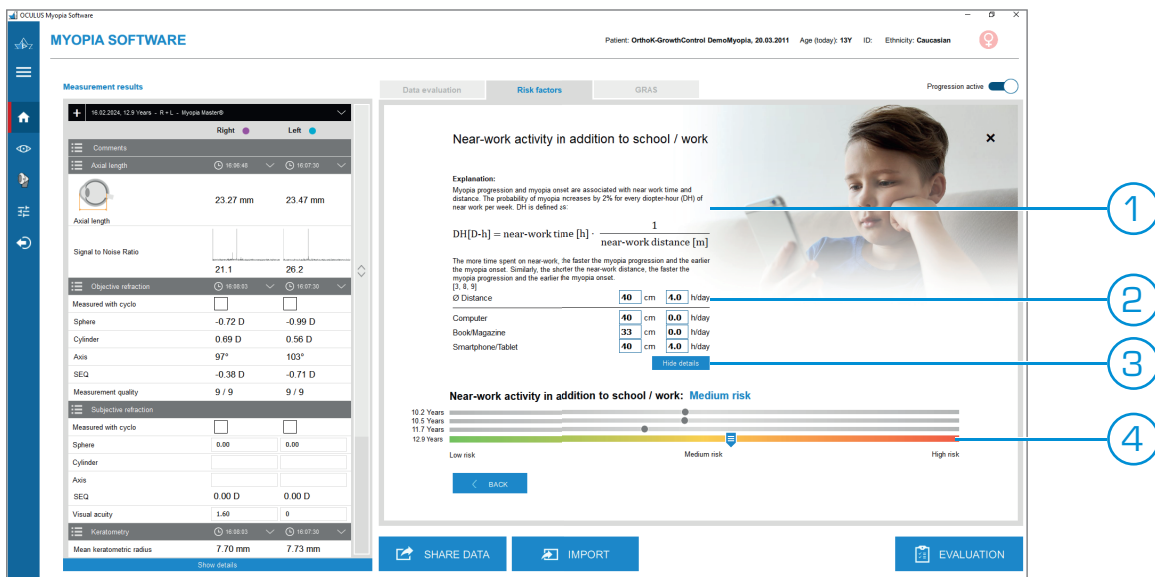 OCULUS Myopia Software
MYOPIA SOFTWARE
Patient: OrthoK-GrowthControl DemoMyopia, 20.03.2011 Age (today): 13Y ID: Ethnicity: Caucasian
Measurement results
16.02.2024, 12.9 Years - R + L - Myopia Master®
Right Left
Comments
Axial length 16:06:48 16:07:30
23.27 mm 23.47 mm
Axial length
Signal to Noise Ratio
21.1 26.2
Objective refraction 16:08:03 16:07:30
Measured with cyclo
Sphere -0.72 D -0.99 D
Cylinder 0.69 D 0.56 D
Axis 97° 103°
SEQ -0.38 D -0.71 D
Measurement quality 9 / 9 9 / 9
Subjective refraction
Measured with cyclo
Sphere 0.00 0.00
Cylinder
Axis
SEQ 0.00 D 0.00 D
Visual acuity 1.60 0
Keratometry 16:08:03 16:07:30
Mean keratometric radius 7.70 mm 7.73 mm
Show details
Data evaluation Risk factors GRAS
Progression active
Near-work activity in addition to school / work
Explanation:
Myopia progression and myopia onset are associated with near work time and
distance. The probability of myopia ncreases by 2% for every diopter-hour (DH) of
near work per week. DH is defined as:
DH[D-h] = near-work time [h] · 1 / near-work distance [m]
The more time spent on near-work, the faster the myopia progression and the earlier
the myopia onset. Similarly, the shorter the near-work distance, the faster the
myopia progression and the earlier the myopia onset.
[3, 8, 9]
Ø Distance 40 cm 4.0 h/day
Computer 40 cm 0.0 h/day
Book/Magazine 33 cm 0.0 h/day
Smartphone/Tablet 40 cm 4.0 h/day
Hide details
Near-work activity in addition to school / work: Medium risk
10.2 Years
10.5 Years
11.7 Years
12.9 Years
Low risk Medium risk High risk
BACK
SHARE DATA IMPORT EVALUATION
1
2
3
4